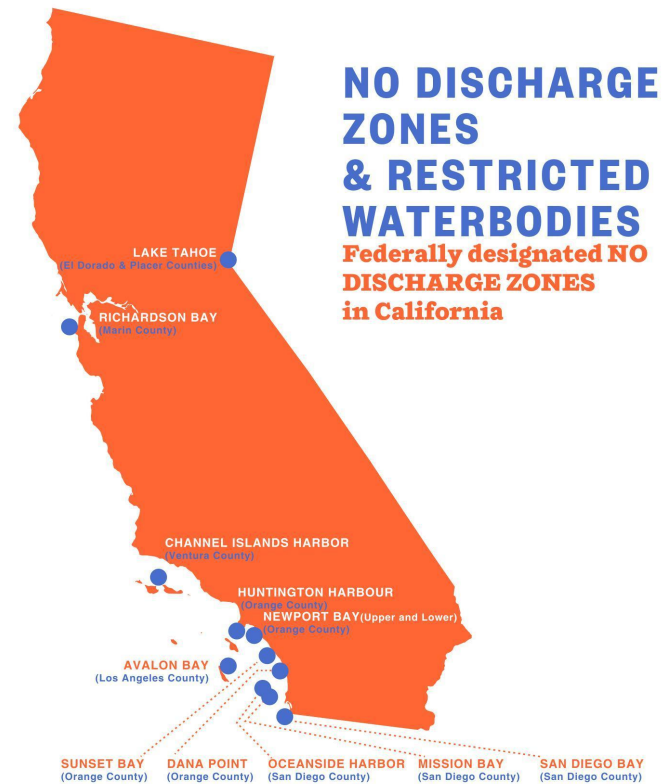 NO DISCHARGE
ZONES
& RESTRICTED
WATERBODIES
Federally designated NO
DISCHARGE ZONES
in California
LAKE TAHOE
(El Dorado & Placer Counties)
RICHARDSON BAY
(Marin County)
CHANNEL ISLANDS HARBOR
(Ventura County)
HUNTINGTON HARBOUR
(Orange County)
NEWPORT BAY(Upper and Lower)
(Orange County)
AVALON BAY
(Los Angeles County)
SUNSET BAY
(Orange County)
DANA POINT
(Orange County)
OCEANSIDE HARBOR
(San Diego County)
MISSION BAY
(San Diego County)
SAN DIEGO BAY
(San Diego County)